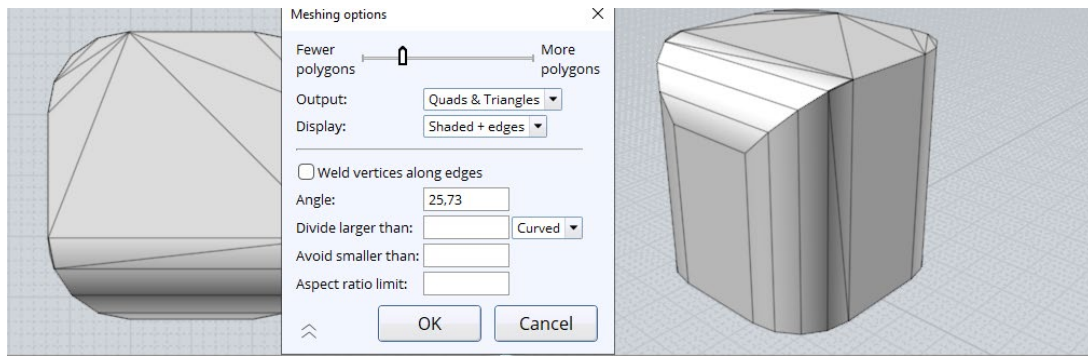 Meshing options
Fewer
polygons
More
polygons
Output: Quads & Triangles
Display: Shaded + edges
Weld vertices along edges
Angle: 25,73
Divide larger than: Curved
Avoid smaller than:
Aspect ratio limit:
OK Cancel